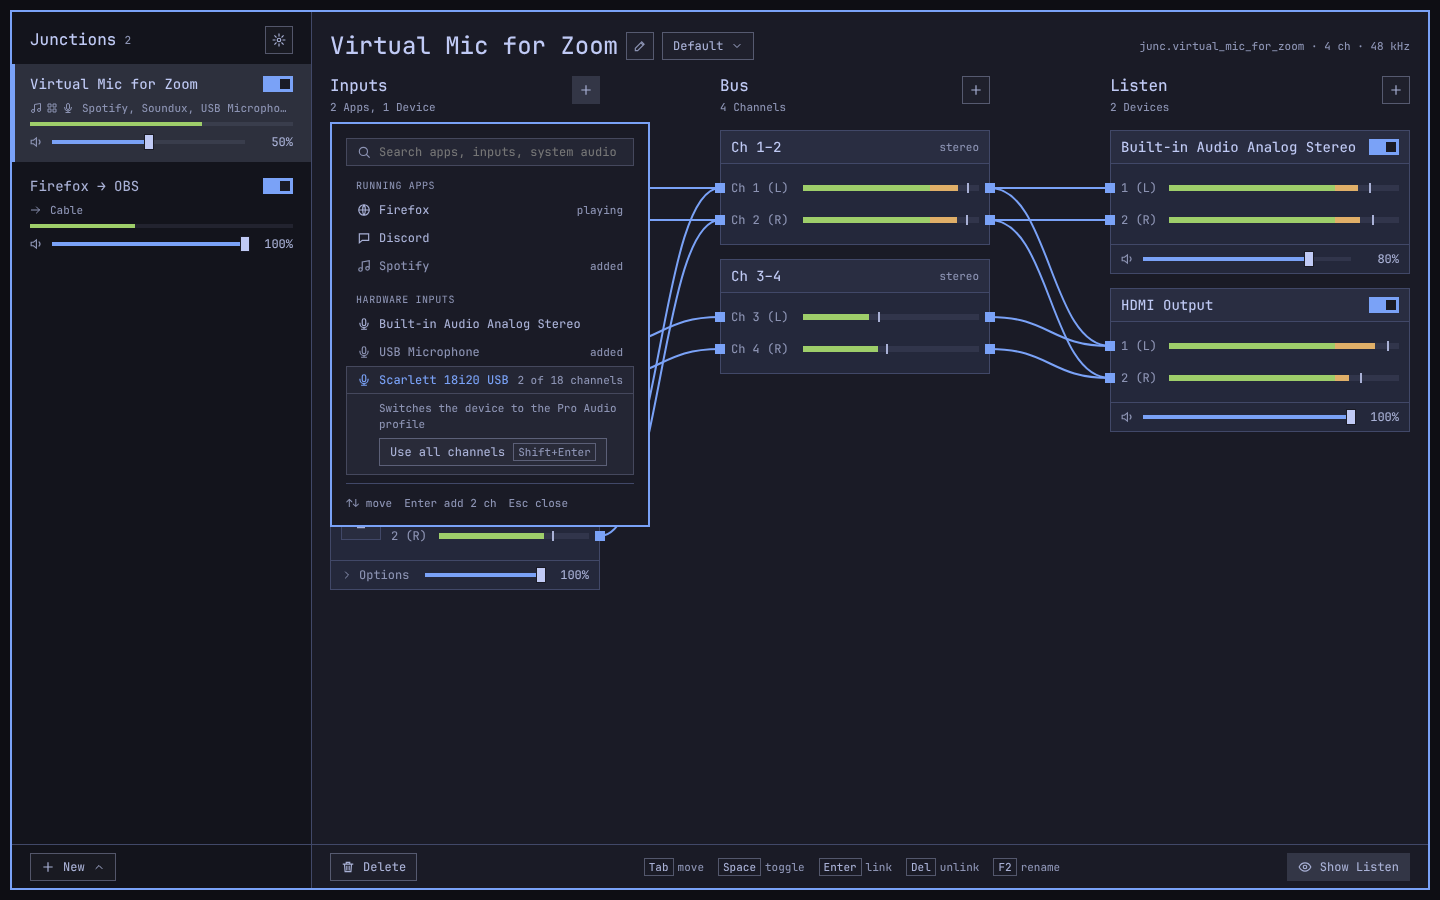 Junctions 2
Virtual Mic for Zoom
Spotify, Soundux, USB Micropho…
50%
Firefox → OBS
Cable
100%
New
Virtual Mic for Zoom
Default
junc.virtual_mic_for_zoom · 4 ch · 48 kHz
Inputs
2 Apps, 1 Device
Search apps, inputs, system audio
RUNNING APPS
Firefox playing
Discord
Spotify added
HARDWARE INPUTS
Built-in Audio Analog Stereo
USB Microphone added
Scarlett 18i20 USB 2 of 18 channels
Switches the device to the Pro Audio
profile
Use all channels Shift+Enter
↑↓ move Enter add 2 ch Esc close
2 (R)
Options 100%
Bus
4 Channels
Ch 1–2 stereo
Ch 1 (L)
Ch 2 (R)
Ch 3–4 stereo
Ch 3 (L)
Ch 4 (R)
Listen
2 Devices
Built-in Audio Analog Stereo
1 (L)
2 (R)
80%
HDMI Output
1 (L)
2 (R)
100%
Delete
Tab move Space toggle Enter link Del unlink F2 rename
Show Listen